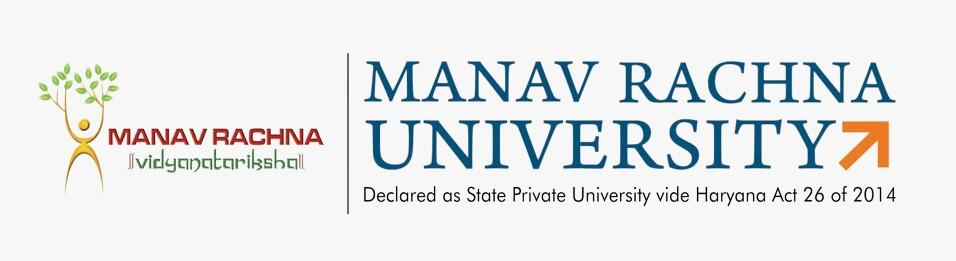 MANAV RACHNA
॥vidyanatariksha॥
MANAV RACHNA
UNIVERSITY
Declared as State Private University vide Haryana Act 26 of 2014